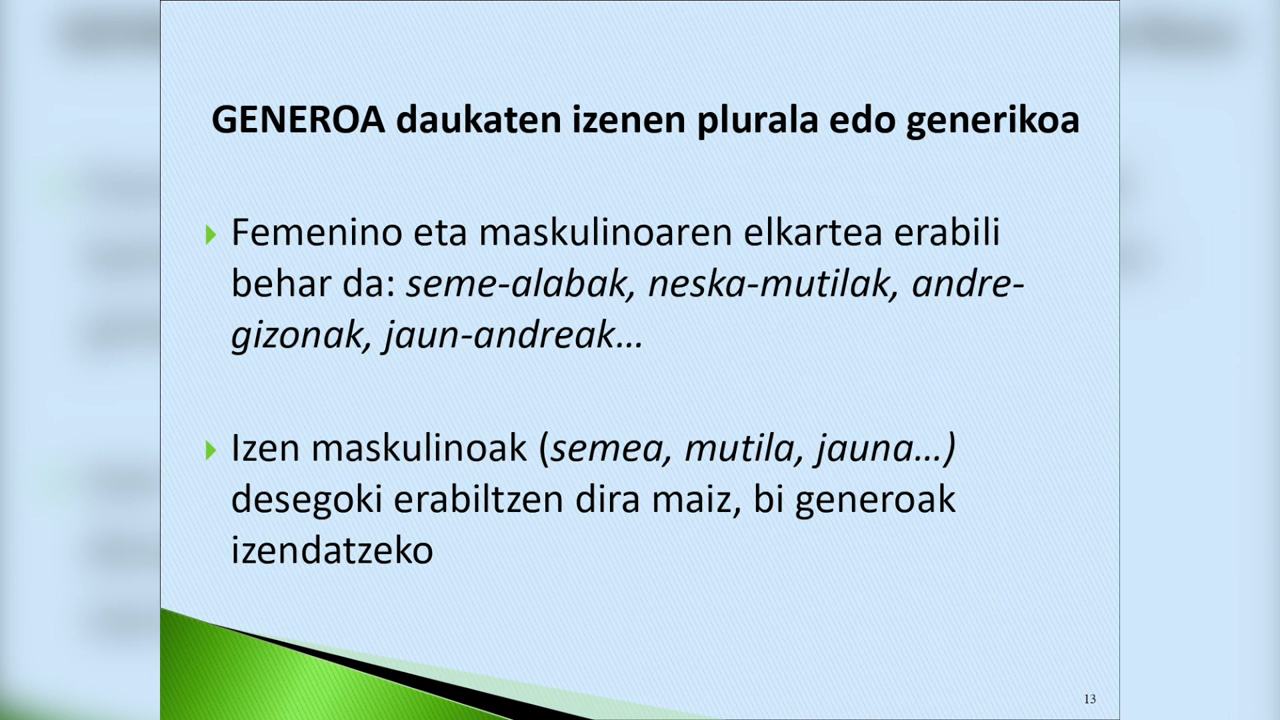 GENEROA daukaten izenen plurala edo generikoa
Femenino eta maskulinoaren elkartea erabili
behar da: seme-alabak, neska-mutilak, andre-
gizonak, jaun-andreak...
Izen maskulinoak (semea, mutila, jauna...)
desegoki erabiltzen dira maiz, bi generoak
izendatzeko
13